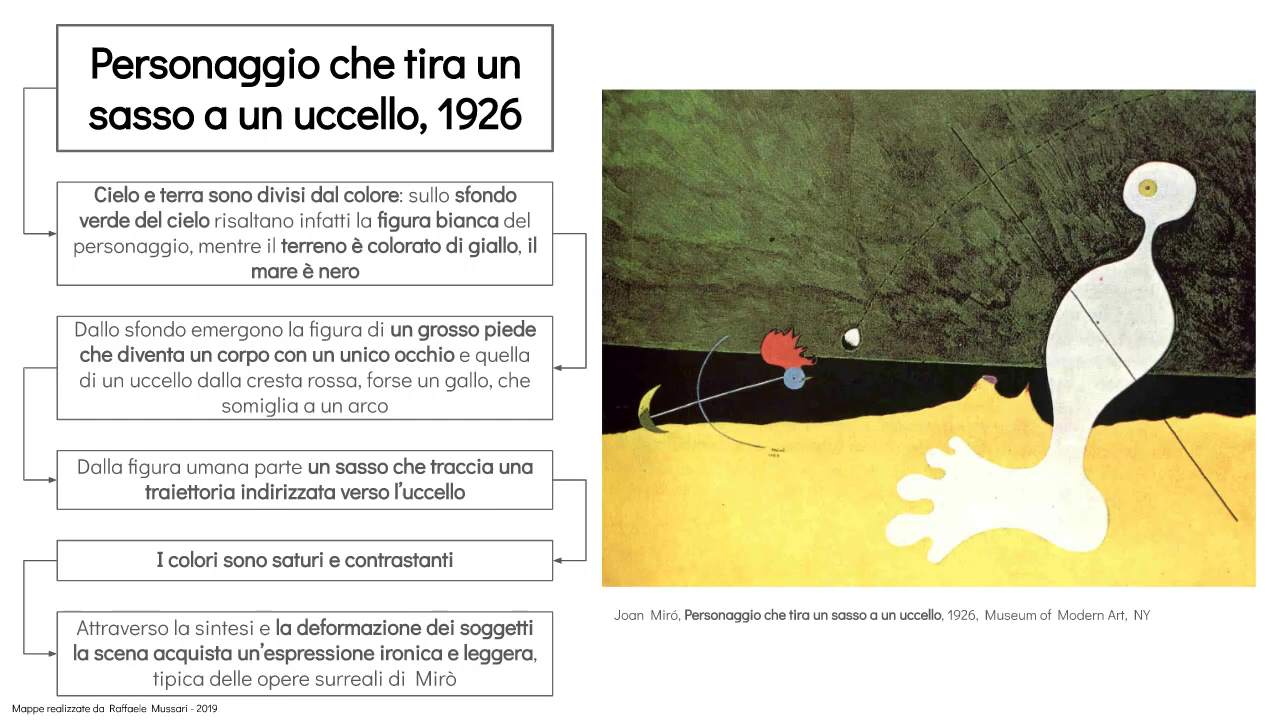 Personaggio che tira un
sasso a un uccello, 1926
Cielo e terra sono divisi dal colore: sullo sfondo
verde del cielo risaltano infatti la figura bianca del
personaggio, mentre il terreno è colorato di giallo, il
mare è nero
Dallo sfondo emergono la figura di un grosso piede
che diventa un corpo con un unico occhio e quella
di un uccello dalla cresta rossa, forse un gallo, che
somiglia a un arco
Dalla figura umana parte un sasso che traccia una
traiettoria indirizzata verso l’uccello
I colori sono saturi e contrastanti
Attraverso la sintesi e la deformazione dei soggetti
la scena acquista un’espressione ironica e leggera,
tipica delle opere surreali di Mirò
Mappe realizzate da Raffaele Mussari - 2019
Joan Miró, Personaggio che tira un sasso a un uccello, 1926, Museum of Modern Art, NY